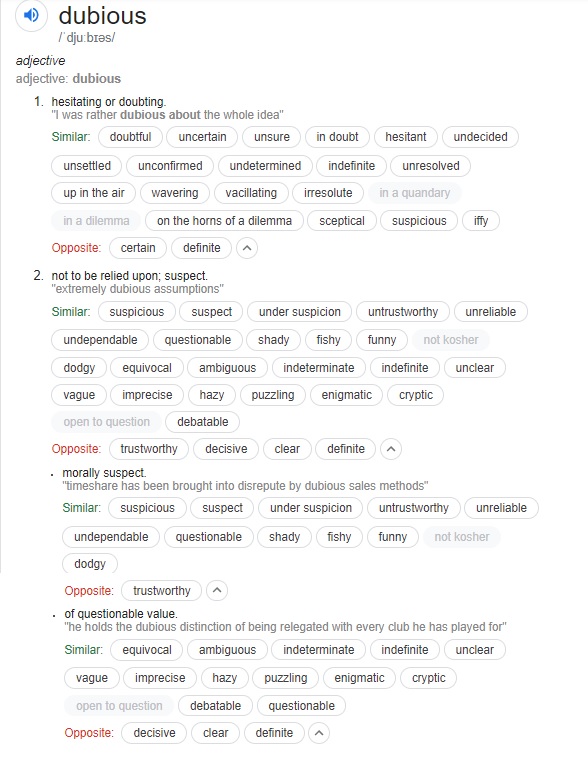 dubious
/ˈdjuːbɪəs/
adjective
adjective: dubious
1. hesitating or doubting.
"I was rather dubious about the whole idea"
Similar: doubtful uncertain unsure in doubt hesitant undecided
unsettled unconfirmed undetermined indefinite unresolved
up in the air wavering vacillating irresolute in a quandary
in a dilemma on the horns of a dilemma sceptical suspicious iffy
Opposite: certain definite
2. not to be relied upon; suspect.
"extremely dubious assumptions"
Similar: suspicious suspect under suspicion untrustworthy unreliable
undependable questionable shady fishy funny not kosher
dodgy equivocal ambiguous indeterminate indefinite unclear
vague imprecise hazy puzzling enigmatic cryptic
open to question debatable
Opposite: trustworthy decisive clear definite
• morally suspect.
"timeshare has been brought into disrepute by dubious sales methods"
Similar: suspicious suspect under suspicion untrustworthy unreliable
undependable questionable shady fishy funny not kosher
dodgy
Opposite: trustworthy
• of questionable value.
"he holds the dubious distinction of being relegated with every club he has played for"
Similar: equivocal ambiguous indeterminate indefinite unclear
vague imprecise hazy puzzling enigmatic cryptic
open to question debatable questionable
Opposite: decisive clear definite